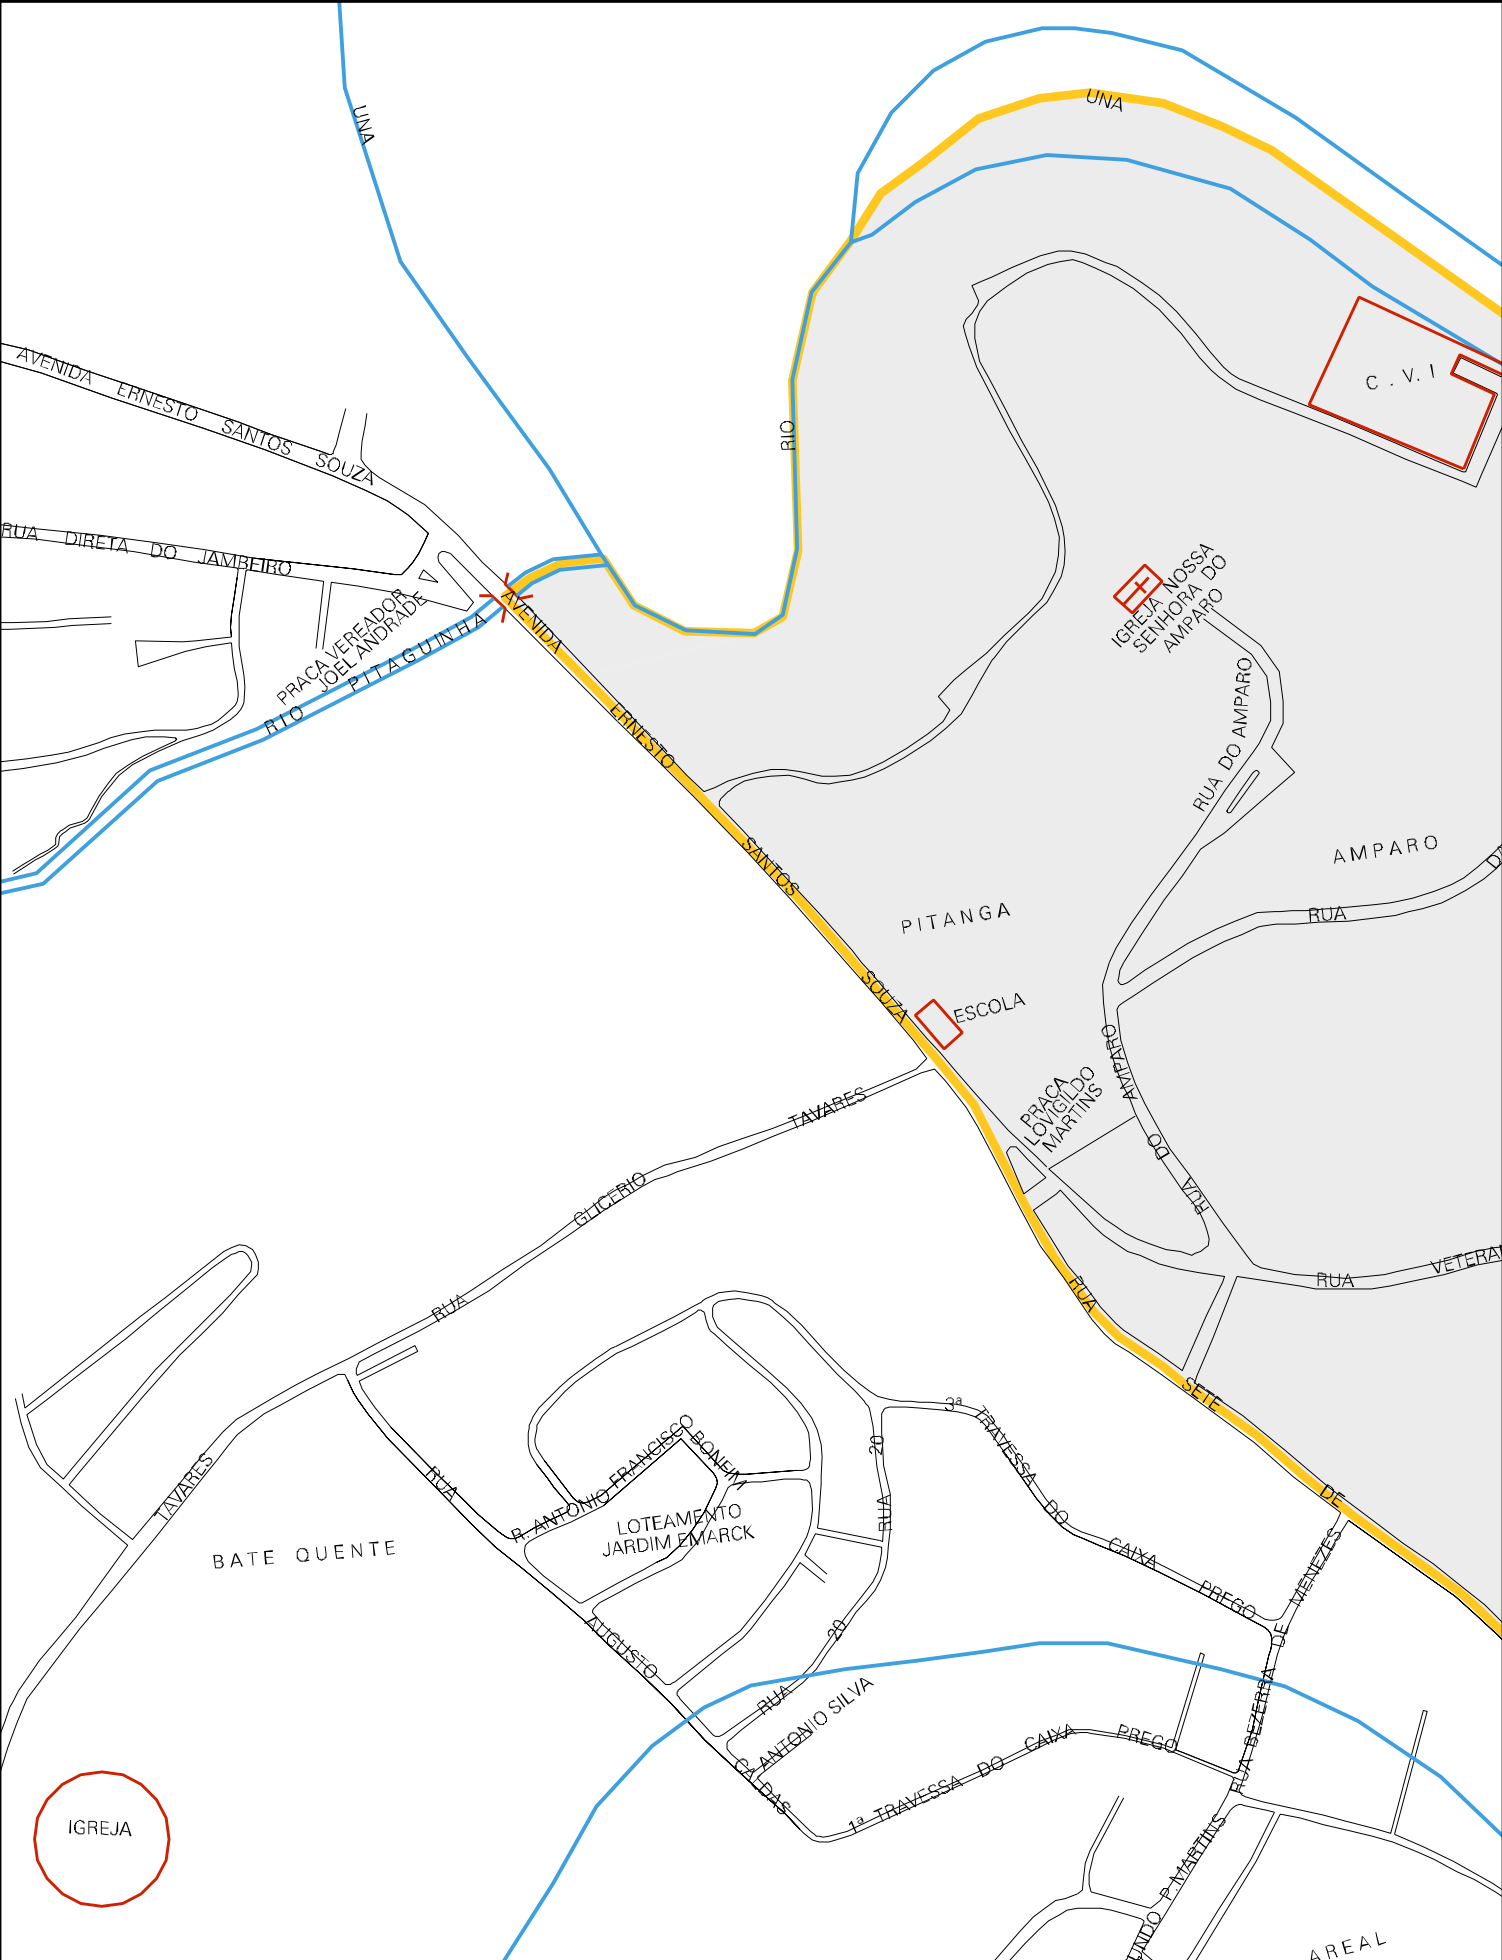 UNA
UNA
AVENIDA ERNESTO SANTOS SOUZA
C . V . I
RIO
RUA DIRETA DO JAMBEIRO
IGREJA NOSSA
SENHORA DO
AMPARO
PRACA VEREADOR
JOEL ANDRADE
RIO PITAGUINHA
AVENIDA ERNESTO SANTOS SOUZA
RUA DO AMPARO
AMPARO
PITANGA
RUA
ESCOLA
PRACA
LOVIGILDO
MARTINS
RUA DO AMPARO
RUA GLICERIO TAVARES
RUA
RUA SETE DE
TAVARES
3ª TRAVESSA DO CAIXA PREGO
RUA 20
R. ANTONIO FRANCISCO BONFIM
LOTEAMENTO
JARDIM EMARCK
BATE QUENTE
RUA AUGUSTO CALDAS
RUA 20
ANTONIO SILVA
RUA BEZERRA DE MENEZES
1ª TRAVESSA DO CAIXA PREGO
IGREJA
P. MARTINS
AREAL